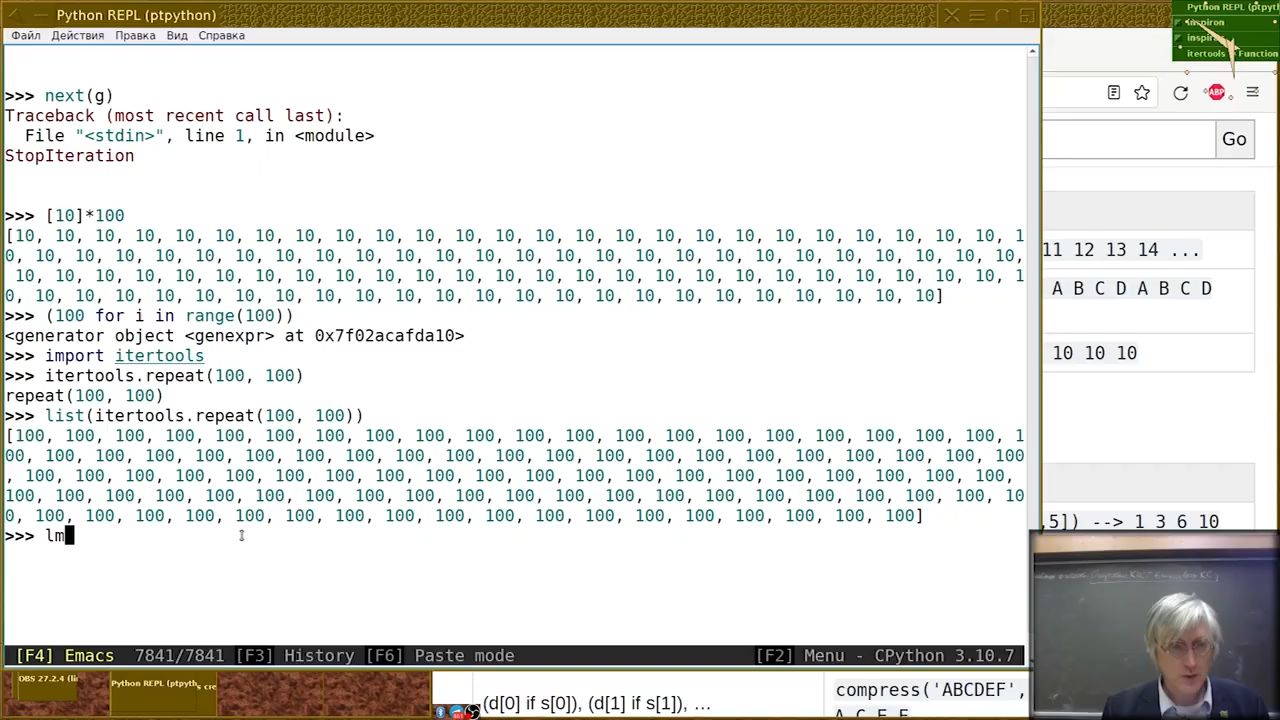 Python REPL (ptpython)
Файл Действия Правка Вид Справка
>>> next(g)
Traceback (most recent call last):
File "<stdin>", line 1, in <module>
StopIteration
>>> [10]*100
[10, 10, 10, 10, 10, 10, 10, 10, 10, 10, 10, 10, 10, 10, 10, 10, 10, 10, 10, 10, 10, 10, 10, 10, 10, 1
0, 10, 10, 10, 10, 10, 10, 10, 10, 10, 10, 10, 10, 10, 10, 10, 10, 10, 10, 10, 10, 10, 10, 10, 10, 10,
10, 10, 10, 10, 10, 10, 10, 10, 10, 10, 10, 10, 10, 10, 10, 10, 10, 10, 10, 10, 10, 10, 10, 10, 10, 1
0, 10, 10, 10, 10, 10, 10, 10, 10, 10, 10, 10, 10, 10, 10, 10, 10, 10, 10, 10, 10, 10, 10, 10]
>>> (100 for i in range(100))
<generator object <genexpr> at 0x7f02acafda10>
>>> import itertools
>>> itertools.repeat(100, 100)
repeat(100, 100)
>>> list(itertools.repeat(100, 100))
[100, 100, 100, 100, 100, 100, 100, 100, 100, 100, 100, 100, 100, 100, 100, 100, 100, 100, 100, 100, 1
00, 100, 100, 100, 100, 100, 100, 100, 100, 100, 100, 100, 100, 100, 100, 100, 100, 100, 100, 100, 100
, 100, 100, 100, 100, 100, 100, 100, 100, 100, 100, 100, 100, 100, 100, 100, 100, 100, 100, 100, 100,
100, 100, 100, 100, 100, 100, 100, 100, 100, 100, 100, 100, 100, 100, 100, 100, 100, 100, 100, 100, 10
0, 100, 100, 100, 100, 100, 100, 100, 100, 100, 100, 100, 100, 100, 100, 100, 100, 100, 100]
>>> lm
[F4] Emacs 7841/7841 [F3] History [F6] Paste mode [F2] Menu - CPython 3.10.7
Python REPL (ptpyth
inspiron
itertools Function
ABP
Go
11 12 13 14 ...
A B C D A B C D
10 10 10
,5]) --> 1 3 6 10
OBS 27.2.4 (li
Python REPL (ptpyth
(d[0] if s[0]), (d[1] if s[1]), …
compress('ABCDEF',
A C E F